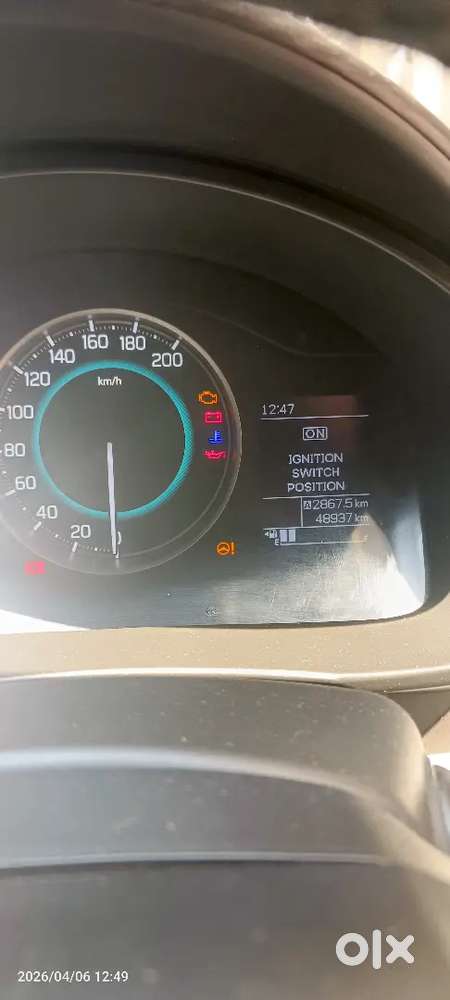 160
180
140
200
120
km/h
100
12:47
80
ON
IGNITION
SWITCH
POSITION
60
A 2867.5 km
40
48937 km
20
0
E
F
olx
2026/04/06 12:49